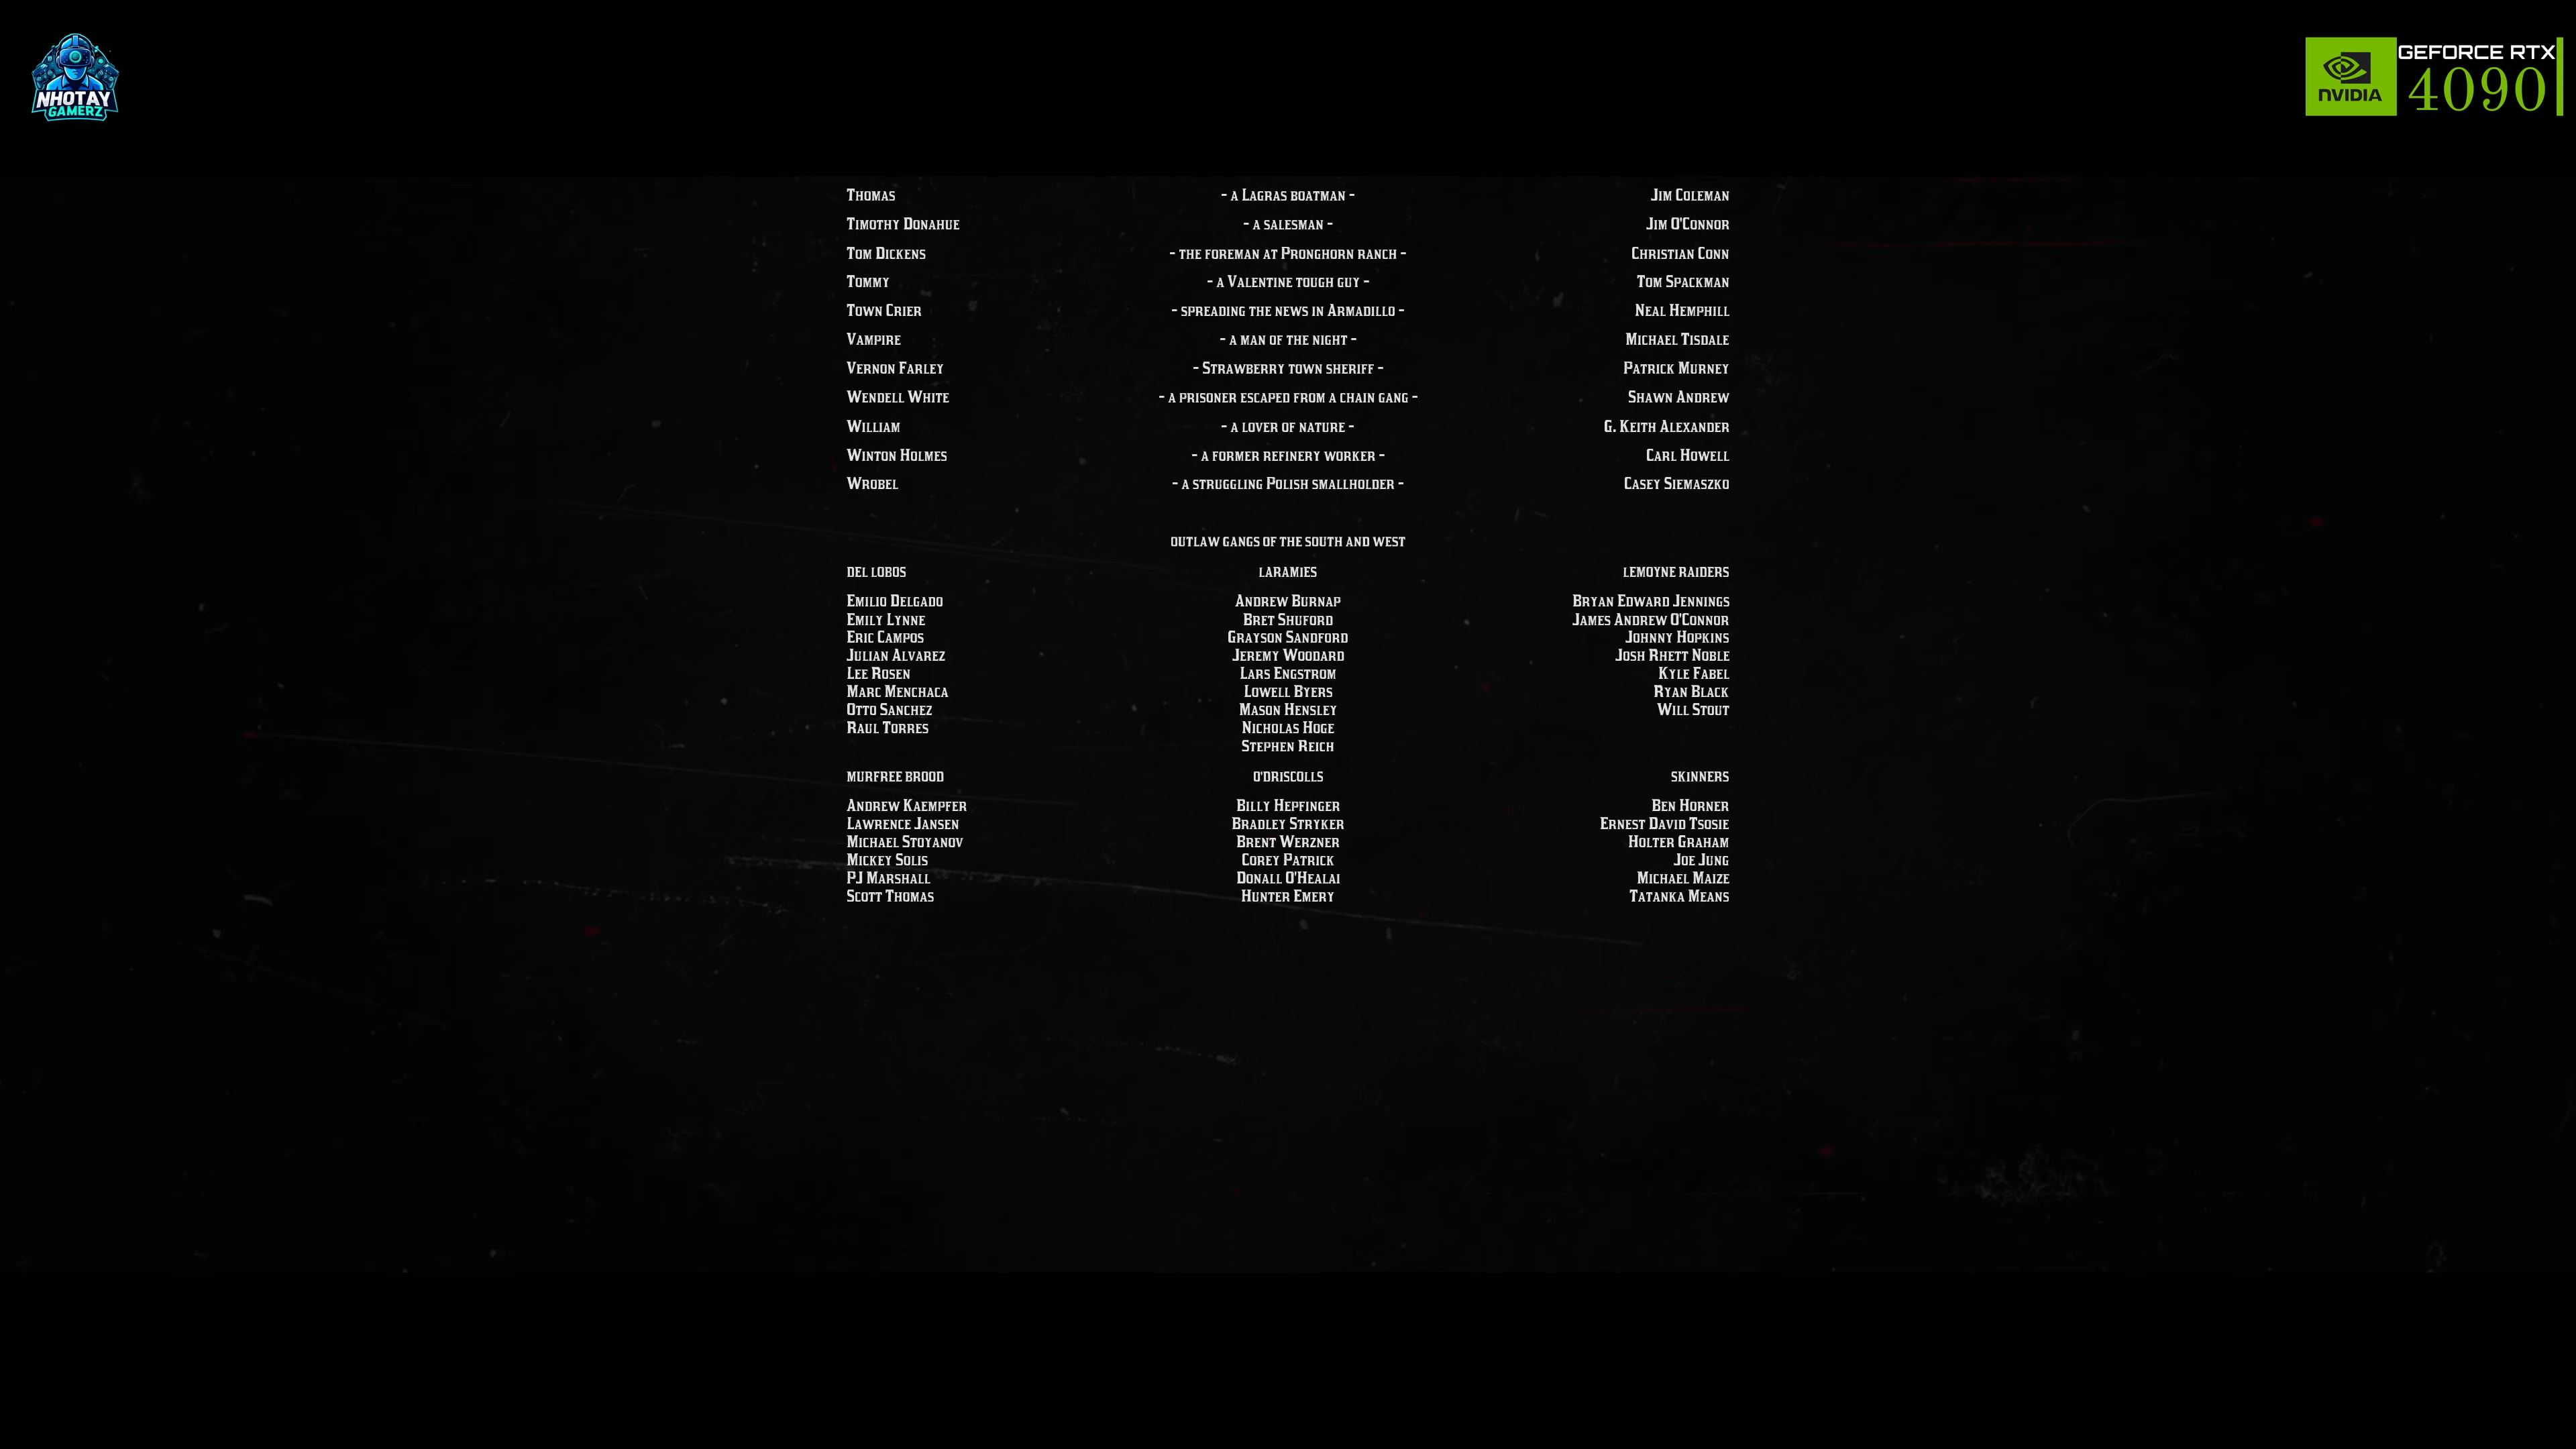 NHOTAY
GAMERZ
NVIDIA
GEFORCE RTX
4090
Thomas - a Lagras boatman - Jim Coleman
Timothy Donahue - a salesman - Jim O'Connor
Tom Dickens - the foreman at Pronghorn ranch - Christian Conn
Tommy - a Valentine tough guy - Tom Spackman
Town Crier - spreading the news in Armadillo - Neal Hemphill
Vampire - a man of the night - Michael Tisdale
Vernon Farley - Strawberry town sheriff - Patrick Murney
Wendell White - a prisoner escaped from a chain gang - Shawn Andrew
William - a lover of nature - G. Keith Alexander
Winton Holmes - a former refinery worker - Carl Howell
Wrobel - a struggling Polish smallholder - Casey Siemaszko
OUTLAW GANGS OF THE SOUTH AND WEST
DEL LOBOS LARAMIES LEMOYNE RAIDERS
Emilio Delgado Andrew Burnap Bryan Edward Jennings
Emily Lynne Bret Shuford James Andrew O'Connor
Eric Campos Grayson Sandford Johnny Hopkins
Julian Alvarez Jeremy Woodard Josh Rhett Noble
Lee Rosen Lars Engstrom Kyle Fabel
Marc Menchaca Lowell Byers Ryan Black
Otto Sanchez Mason Hensley Will Stout
Raul Torres Nicholas Hoge
Stephen Reich
MURFREE BROOD O'DRISCOLLS SKINNERS
Andrew Kaempfer Billy Hepfinger Ben Horner
Lawrence Jansen Bradley Stryker Ernest David Tsosie
Michael Stoyanov Brent Werzner Holter Graham
Mickey Solis Corey Patrick Joe Jung
PJ Marshall Donall O'Healai Michael Maize
Scott Thomas Hunter Emery Tatanka Means